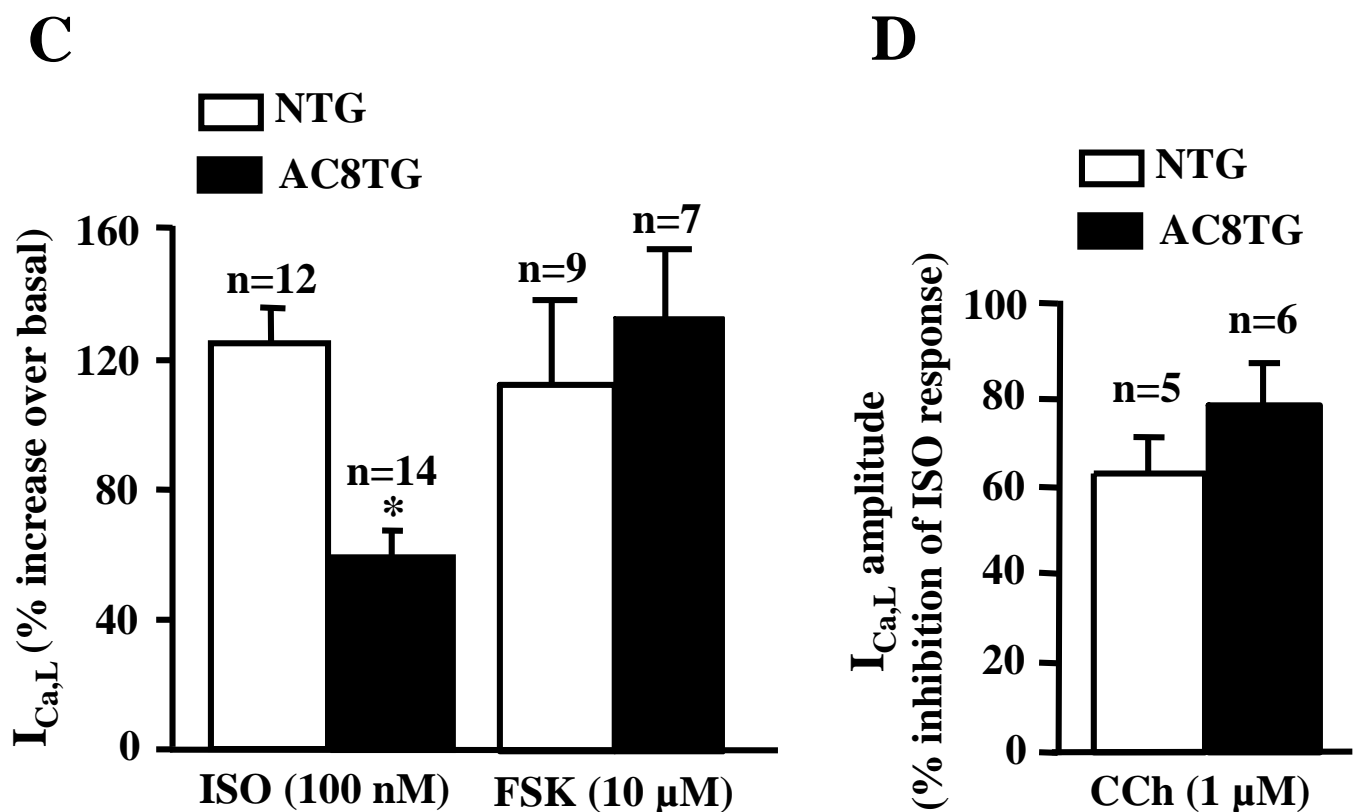 C
NTG
AC8TG
I Ca,L (% increase over basal)
160
120
80
40
0
n=12
n=14
*
n=9
n=7
ISO (100 nM)
FSK (10 µM)
D
NTG
AC8TG
I Ca,L amplitude
(% inhibition of ISO response)
100
80
60
40
20
0
n=5
n=6
CCh (1 µM)